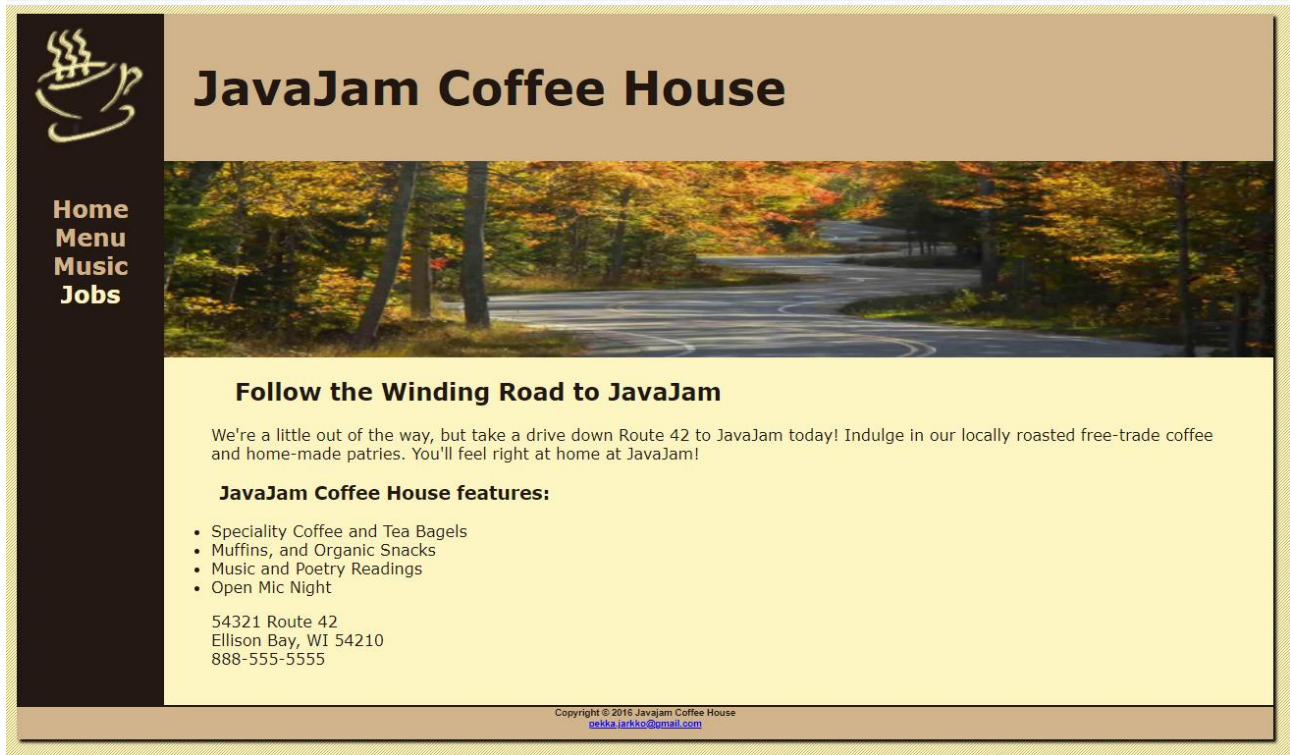 JavaJam Coffee House
Home
Menu
Music
Jobs
Follow the Winding Road to JavaJam
We're a little out of the way, but take a drive down Route 42 to JavaJam today! Indulge in our locally roasted free-trade coffee
and home-made patries. You'll feel right at home at JavaJam!
JavaJam Coffee House features:
• Speciality Coffee and Tea Bagels
• Muffins, and Organic Snacks
• Music and Poetry Readings
• Open Mic Night
54321 Route 42
Ellison Bay, WI 54210
888-555-5555
Copyright © 2016 Javajam Coffee House
pekka.jarkko@gmail.com